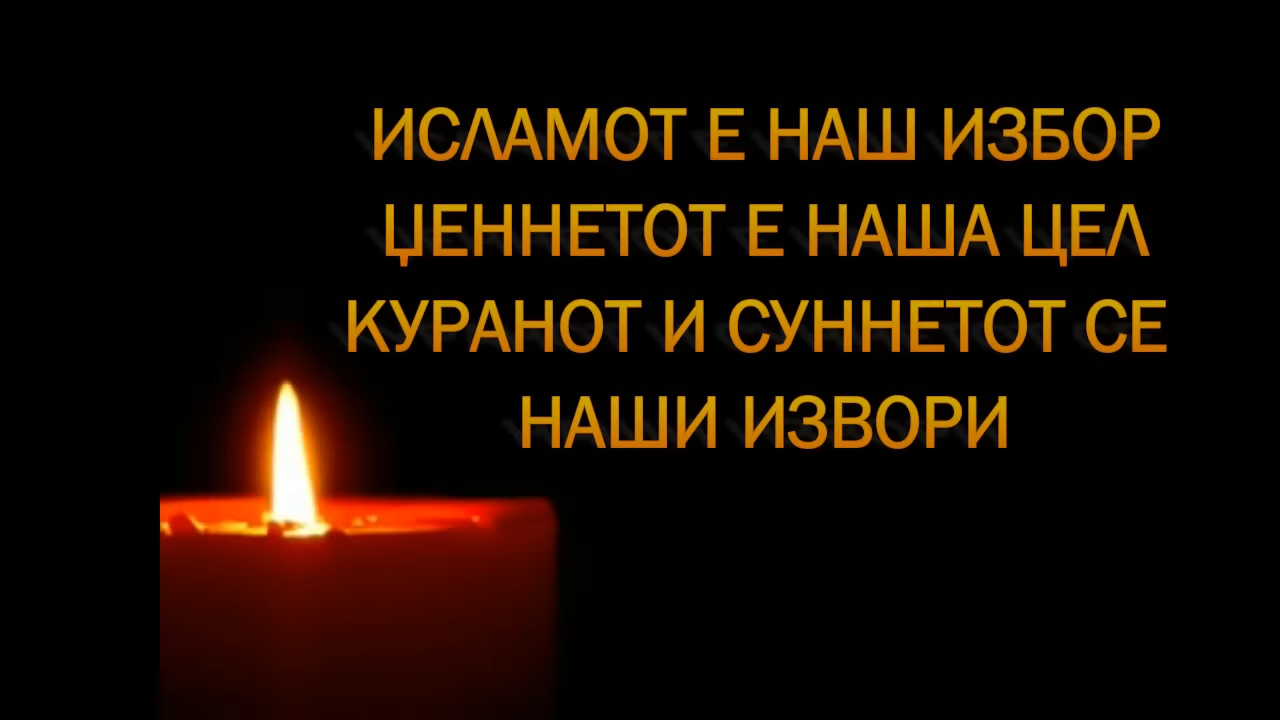 ИСЛАМОТ Е НАШ ИЗБОР
ЏЕННЕТОТ Е НАША ЦЕЛ
КУРАНОТ И СУННЕТОТ СЕ
НАШИ ИЗВОРИ